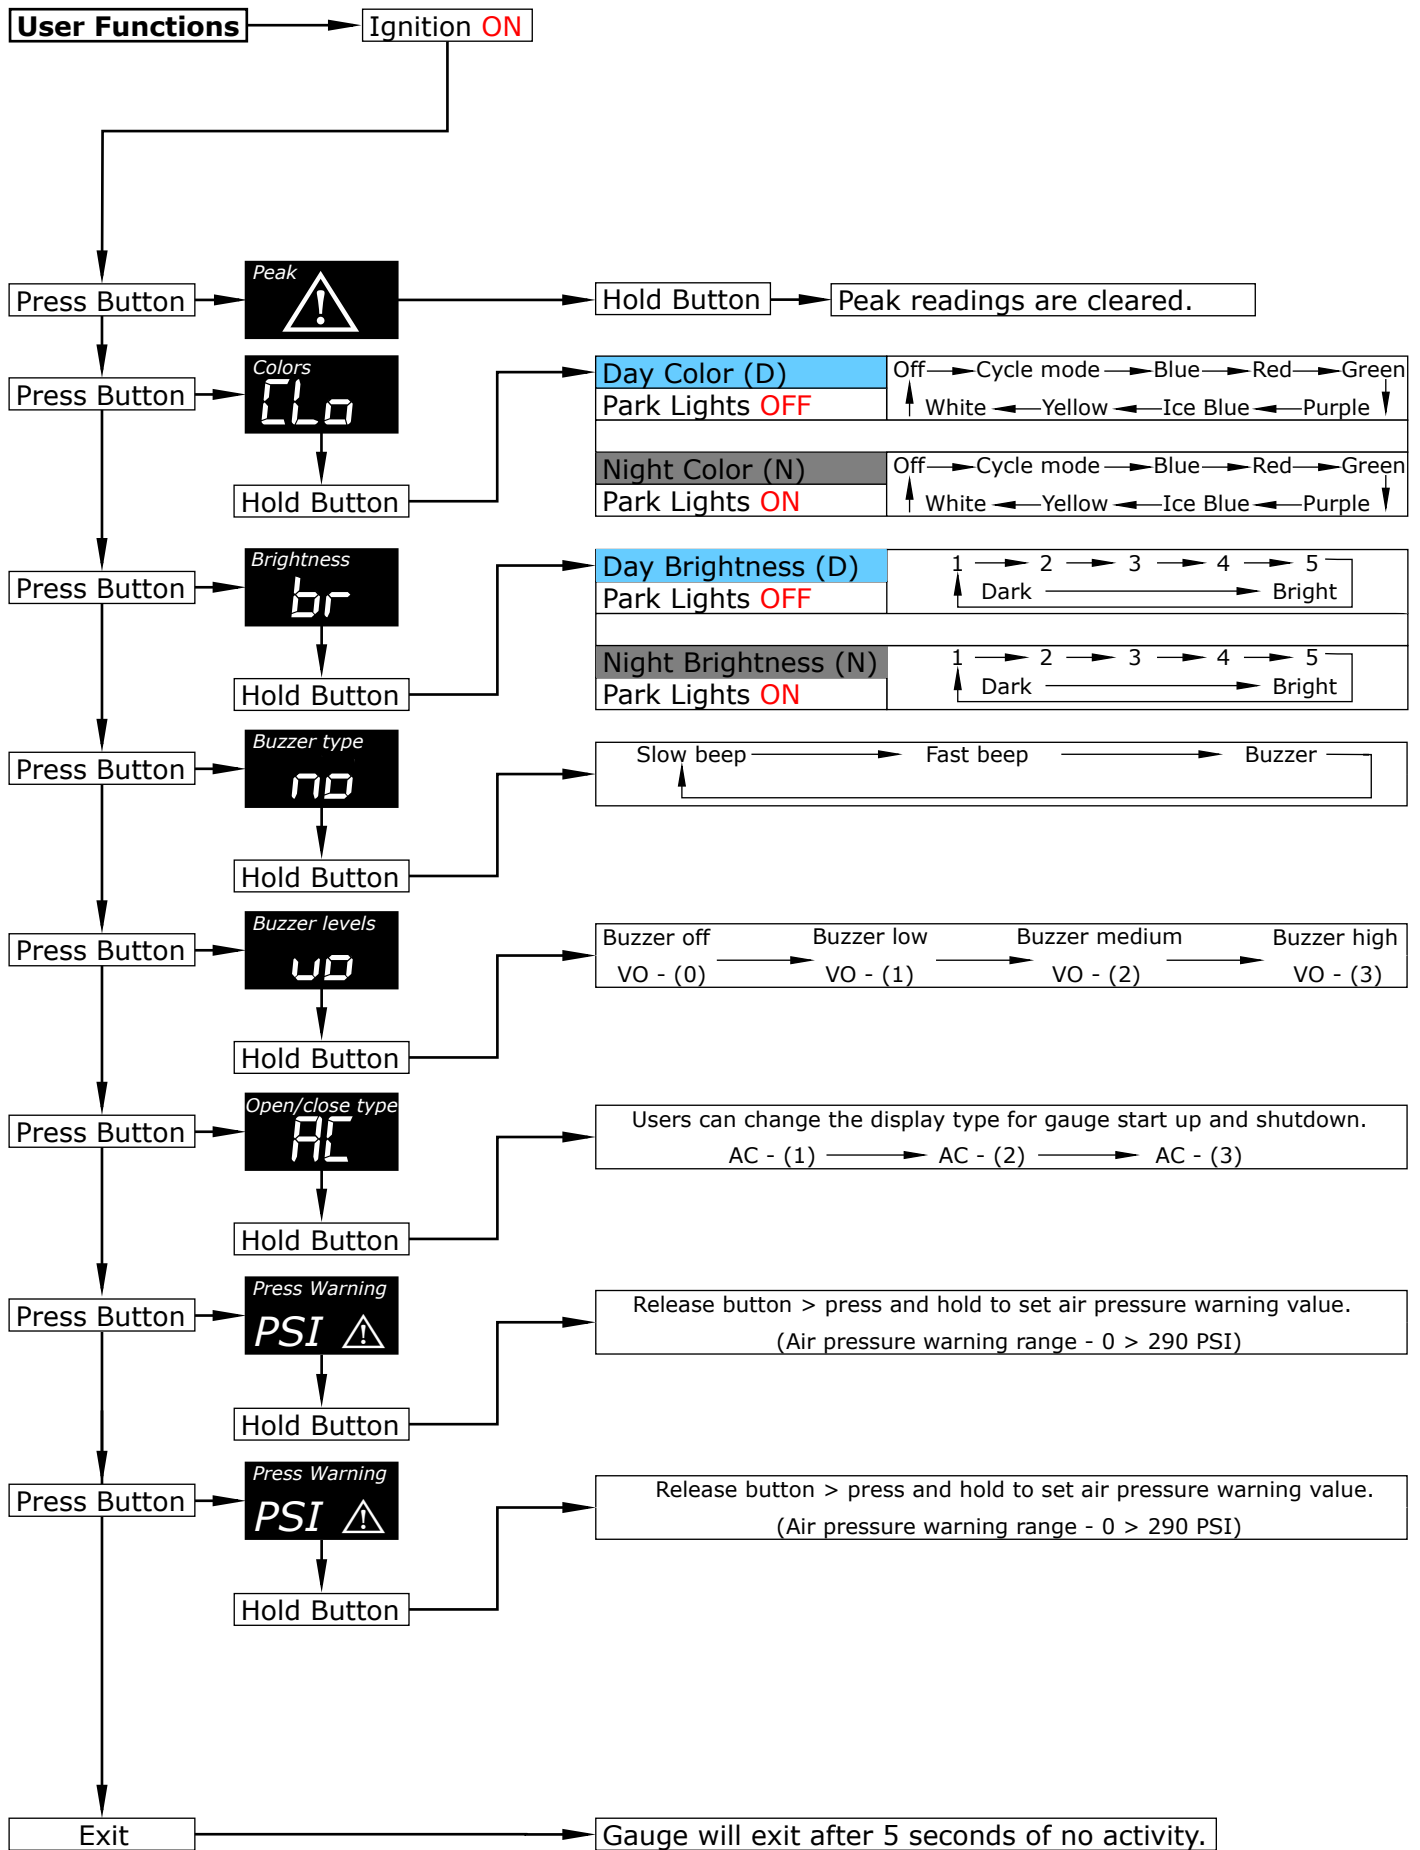 User Functions
Ignition ON
Press Button
Peak
Hold Button
Peak readings are cleared.
Press Button
Colors
CLo
Hold Button
Day Color (D)
Park Lights OFF
Off Cycle mode Blue Red Green
White Yellow Ice Blue Purple
Night Color (N)
Park Lights ON
Off Cycle mode Blue Red Green
White Yellow Ice Blue Purple
Press Button
Brightness
br
Hold Button
Day Brightness (D)
Park Lights OFF
1 2 3 4 5
Dark Bright
Night Brightness (N)
Park Lights ON
1 2 3 4 5
Dark Bright
Press Button
Buzzer type
no
Hold Button
Slow beep Fast beep Buzzer
Press Button
Buzzer levels
vo
Hold Button
Buzzer off Buzzer low Buzzer medium Buzzer high
VO - (0) VO - (1) VO - (2) VO - (3)
Press Button
Open/close type
AC
Hold Button
Users can change the display type for gauge start up and shutdown.
AC - (1) AC - (2) AC - (3)
Press Button
Press Warning
PSI
Hold Button
Release button > press and hold to set air pressure warning value.
(Air pressure warning range - 0 > 290 PSI)
Press Button
Press Warning
PSI
Hold Button
Release button > press and hold to set air pressure warning value.
(Air pressure warning range - 0 > 290 PSI)
Exit
Gauge will exit after 5 seconds of no activity.